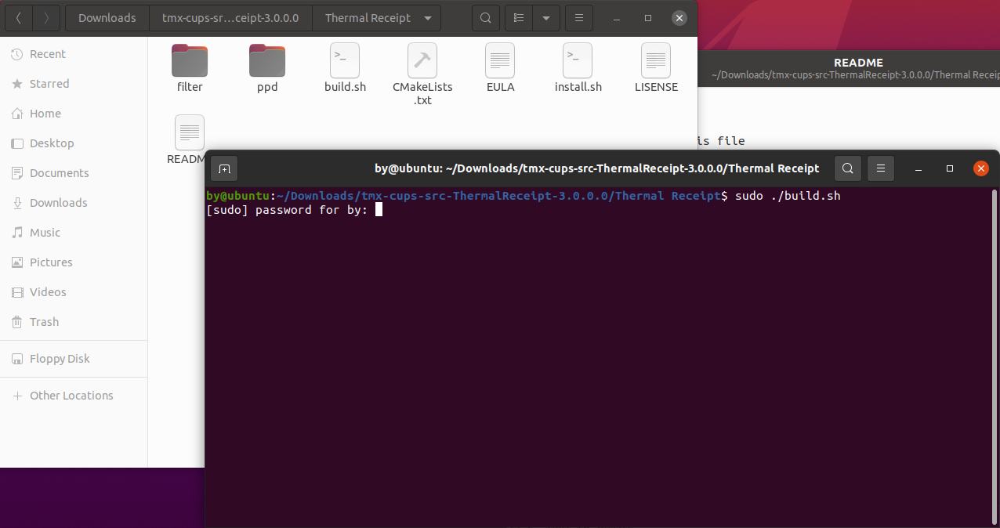 Downloads
tmx-cups-sr…ceipt-3.0.0.0
Thermal Receipt
Recent
Starred
Home
Desktop
Documents
Downloads
Music
Pictures
Videos
Trash
Floppy Disk
Other Locations
filter
ppd
build.sh
CMakeLists
.txt
EULA
install.sh
LISENSE
README
~/Downloads/tmx-cups-src-ThermalReceipt-3.0.0.0/Thermal Receip
is file
by@ubuntu: ~/Downloads/tmx-cups-src-ThermalReceipt-3.0.0.0/Thermal Receipt
by@ubuntu:~/Downloads/tmx-cups-src-ThermalReceipt-3.0.0.0/Thermal Receipt$ sudo ./build.sh
[sudo] password for by: